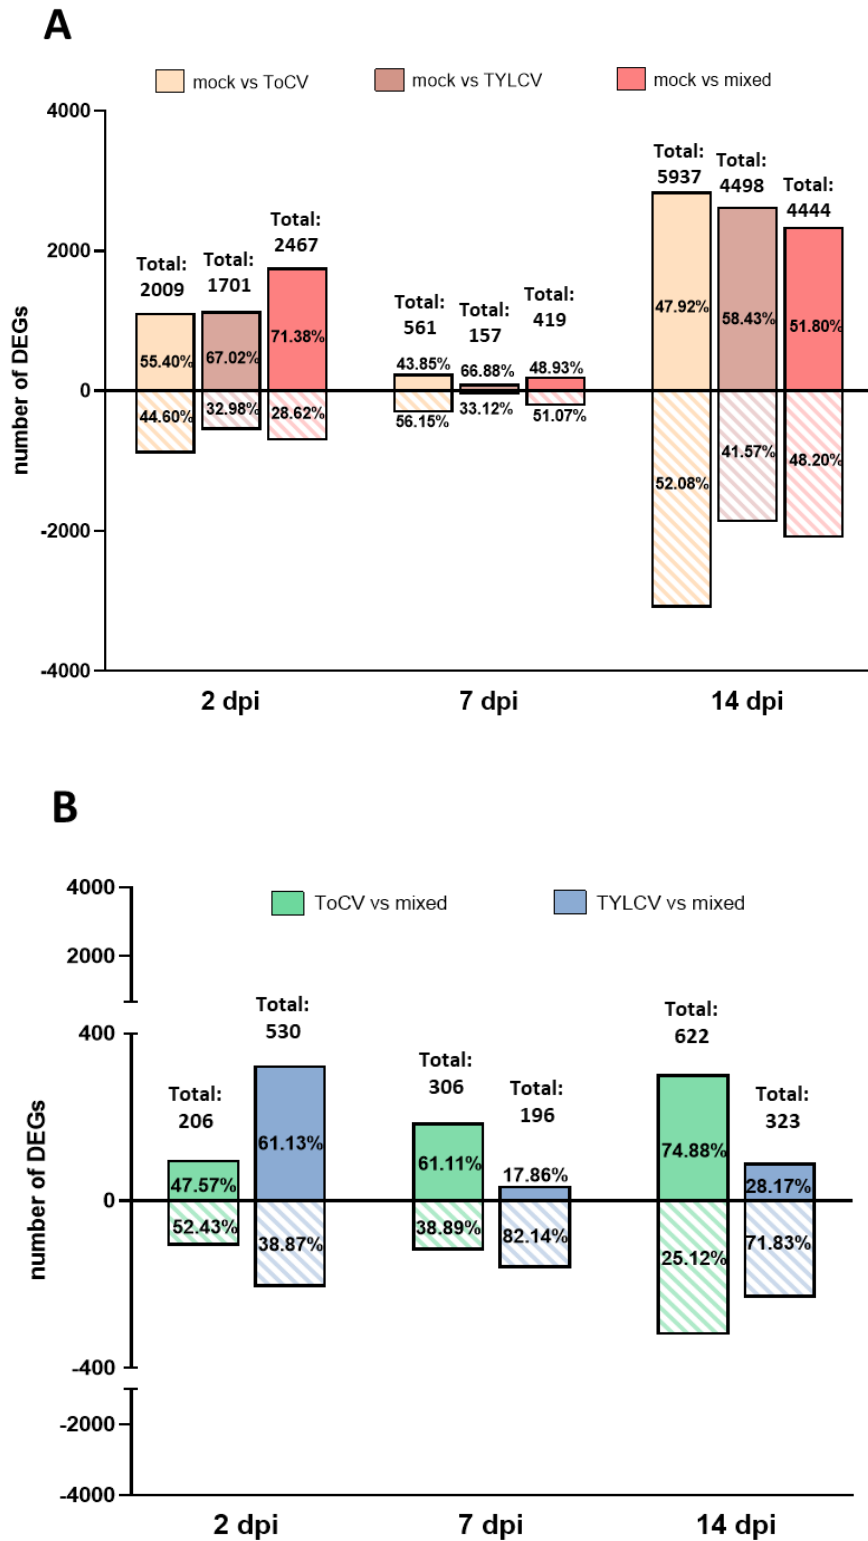 A
mock vs ToCV
mock vs TYLCV
mock vs mixed
number of DEGs
4000
2000
0
-2000
-4000
Total:
2009
55.40%
44.60%
Total:
1701
67.02%
32.98%
Total:
2467
71.38%
28.62%
Total:
561
43.85%
56.15%
Total:
157
66.88%
33.12%
Total:
419
48.93%
51.07%
Total:
5937
47.92%
52.08%
Total:
4498
58.43%
41.57%
Total:
4444
51.80%
48.20%
2 dpi
7 dpi
14 dpi
B
ToCV vs mixed
TYLCV vs mixed
number of DEGs
4000
2000
400
0
-400
-2000
-4000
Total:
206
47.57%
52.43%
Total:
530
61.13%
38.87%
Total:
306
61.11%
38.89%
Total:
196
17.86%
82.14%
Total:
622
74.88%
25.12%
Total:
323
28.17%
71.83%
2 dpi
7 dpi
14 dpi